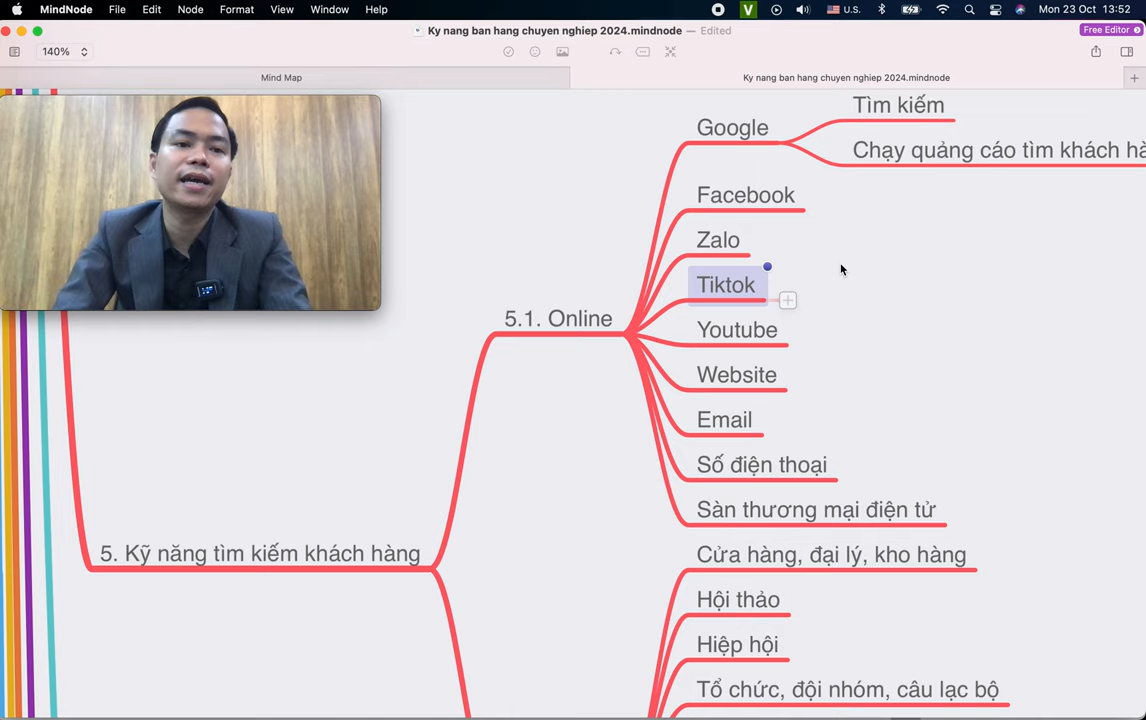 MindNode File Edit Node Format View Window Help
V
U.S.
Mon 23 Oct 13:52
Ky nang ban hang chuyen nghiep 2024.mindnode — Edited
Free Editor
140%
Mind Map
Ky nang ban hang chuyen nghiep 2024.mindnode
Tìm kiếm
Google
Chạy quảng cáo tìm khách hà
Facebook
Zalo
Tiktok
5.1. Online
Youtube
Website
Email
Số điện thoại
Sàn thương mại điện tử
5. Kỹ năng tìm kiếm khách hàng
Cửa hàng, đại lý, kho hàng
Hội thảo
Hiệp hội
Tổ chức, đội nhóm, câu lạc bộ